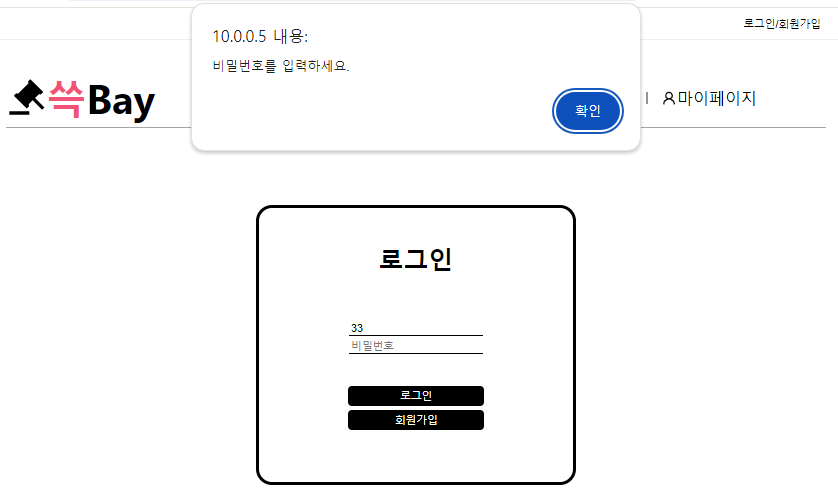 로그인/회원가입
10.0.0.5 내용:
비밀번호를 입력하세요.
확인
쓱Bay
| 마이페이지
로그인
33
비밀번호
로그인
회원가입